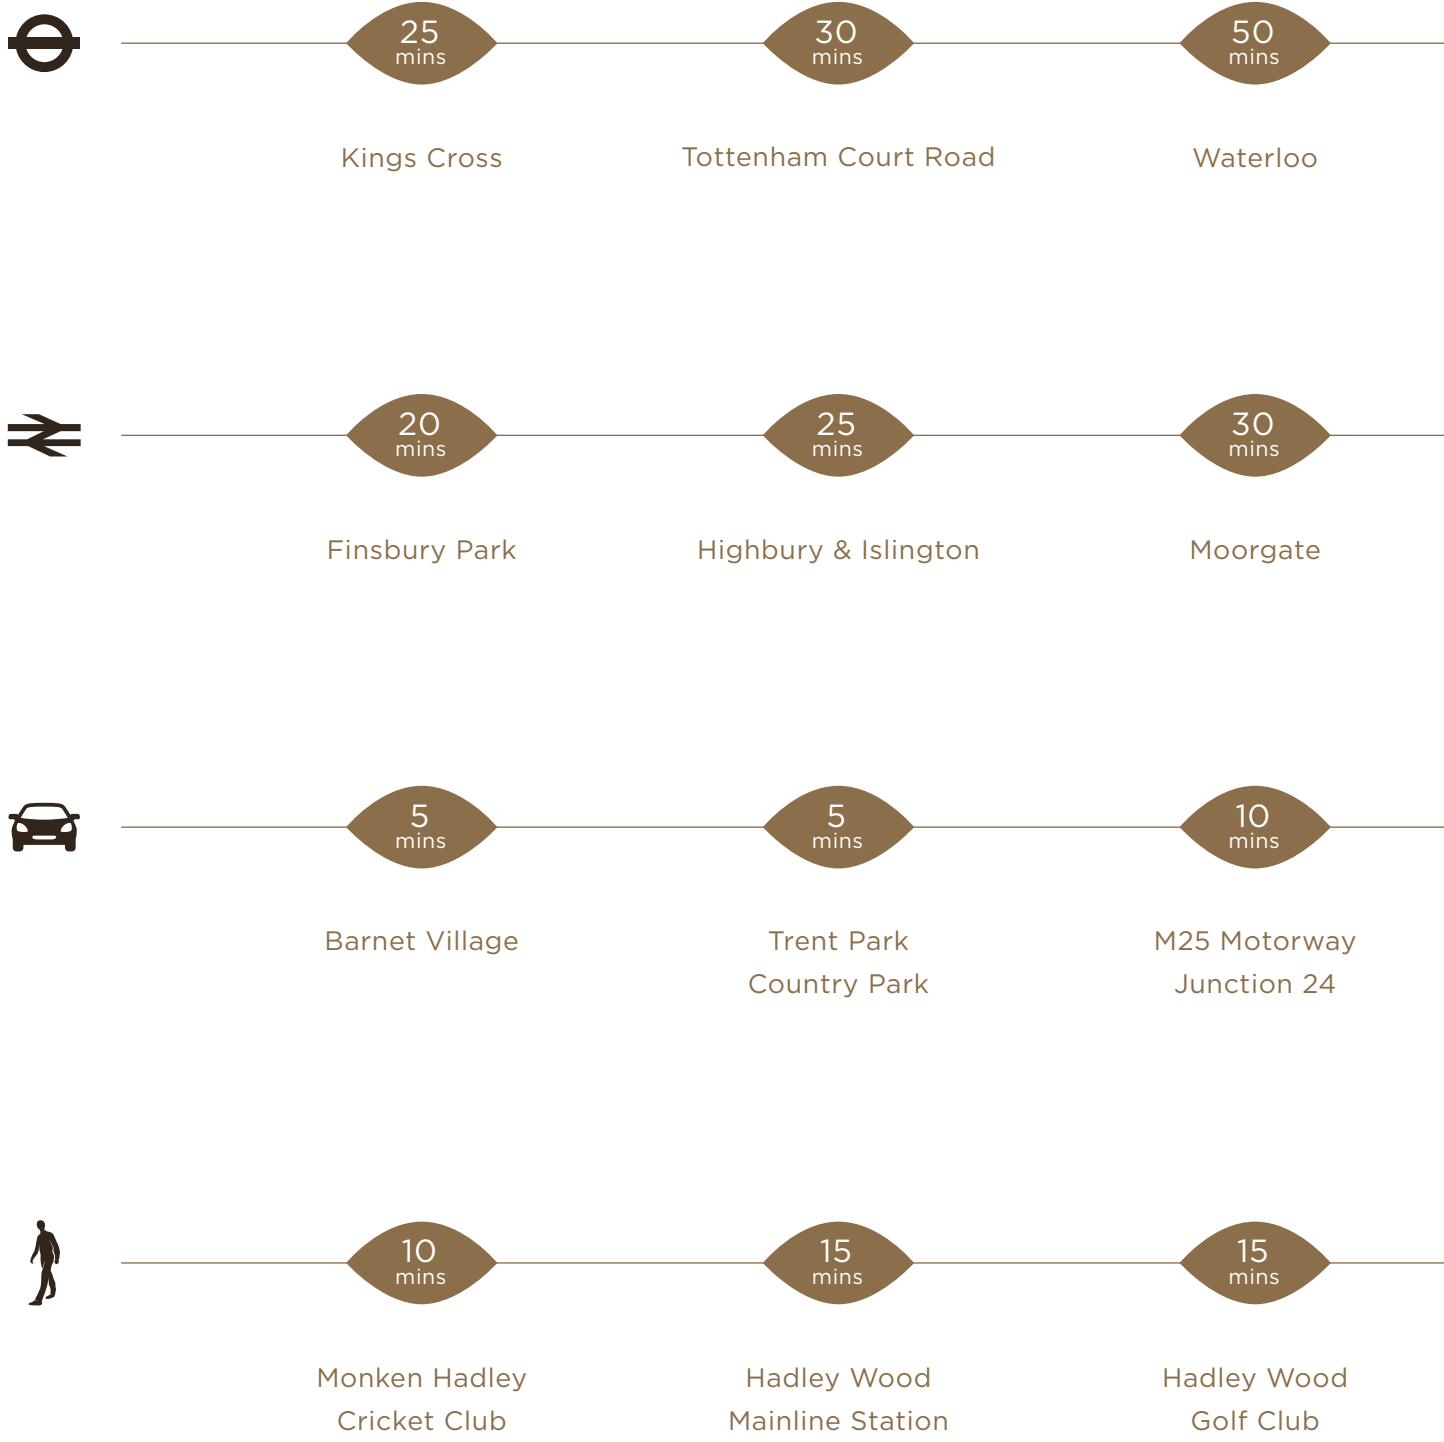 25
mins
30
mins
50
mins
Kings Cross
Tottenham Court Road
Waterloo
20
mins
25
mins
30
mins
Finsbury Park
Highbury & Islington
Moorgate
5
mins
5
mins
10
mins
Barnet Village
Trent Park
Country Park
M25 Motorway
Junction 24
10
mins
15
mins
15
mins
Monken Hadley
Cricket Club
Hadley Wood
Mainline Station
Hadley Wood
Golf Club